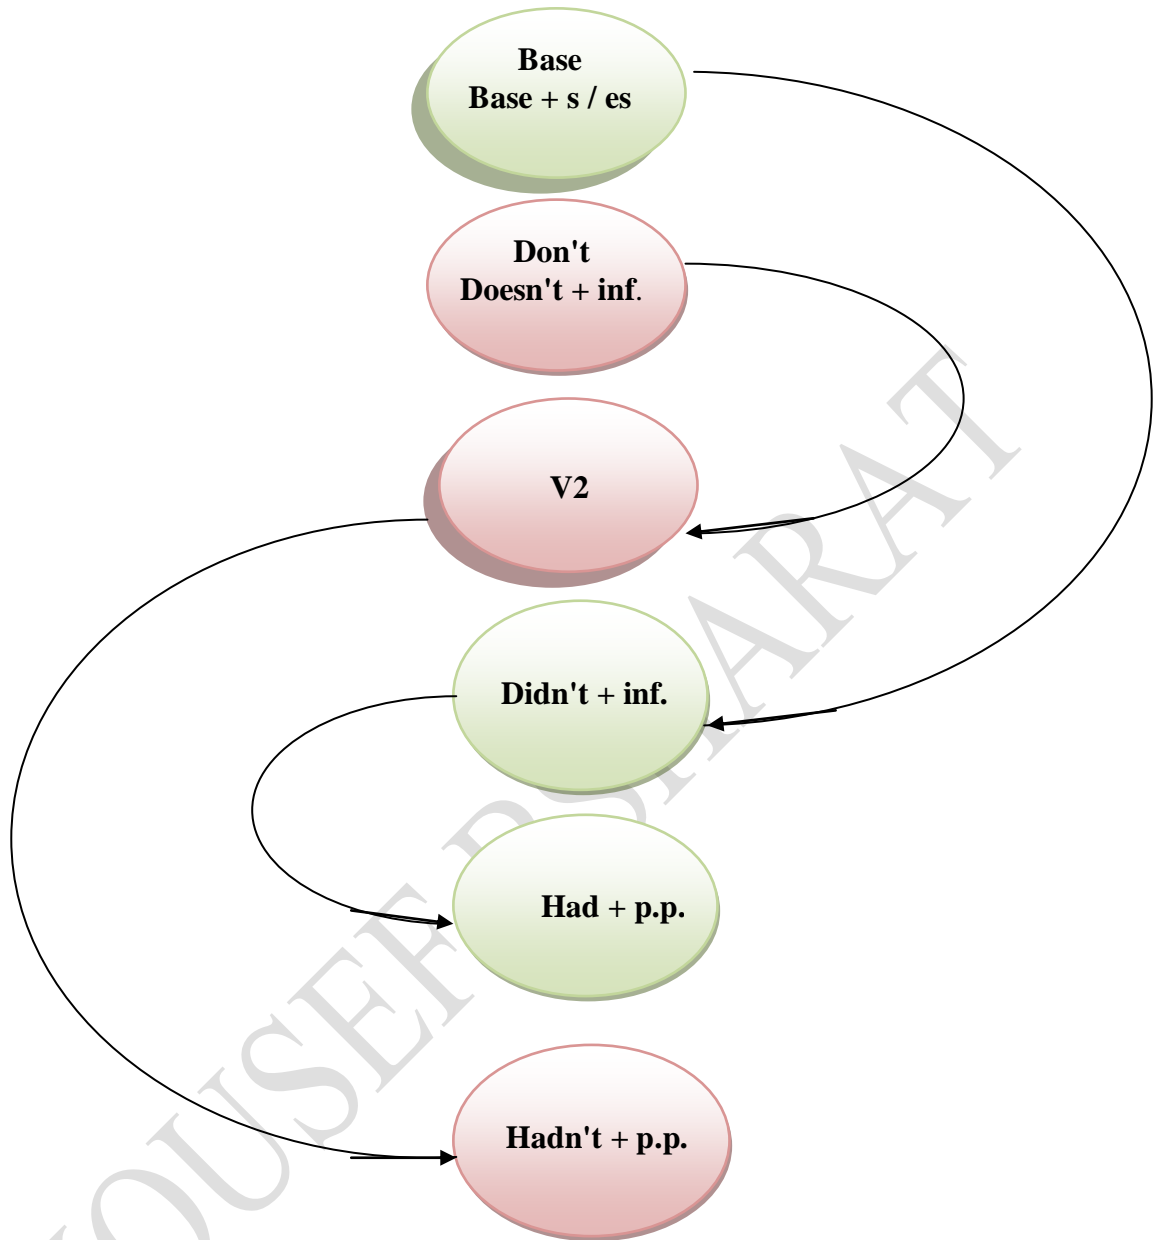 Base
Base + s / es
Don't
Doesn't + inf.
V2
Didn't + inf.
Had + p.p.
Hadn't + p.p.